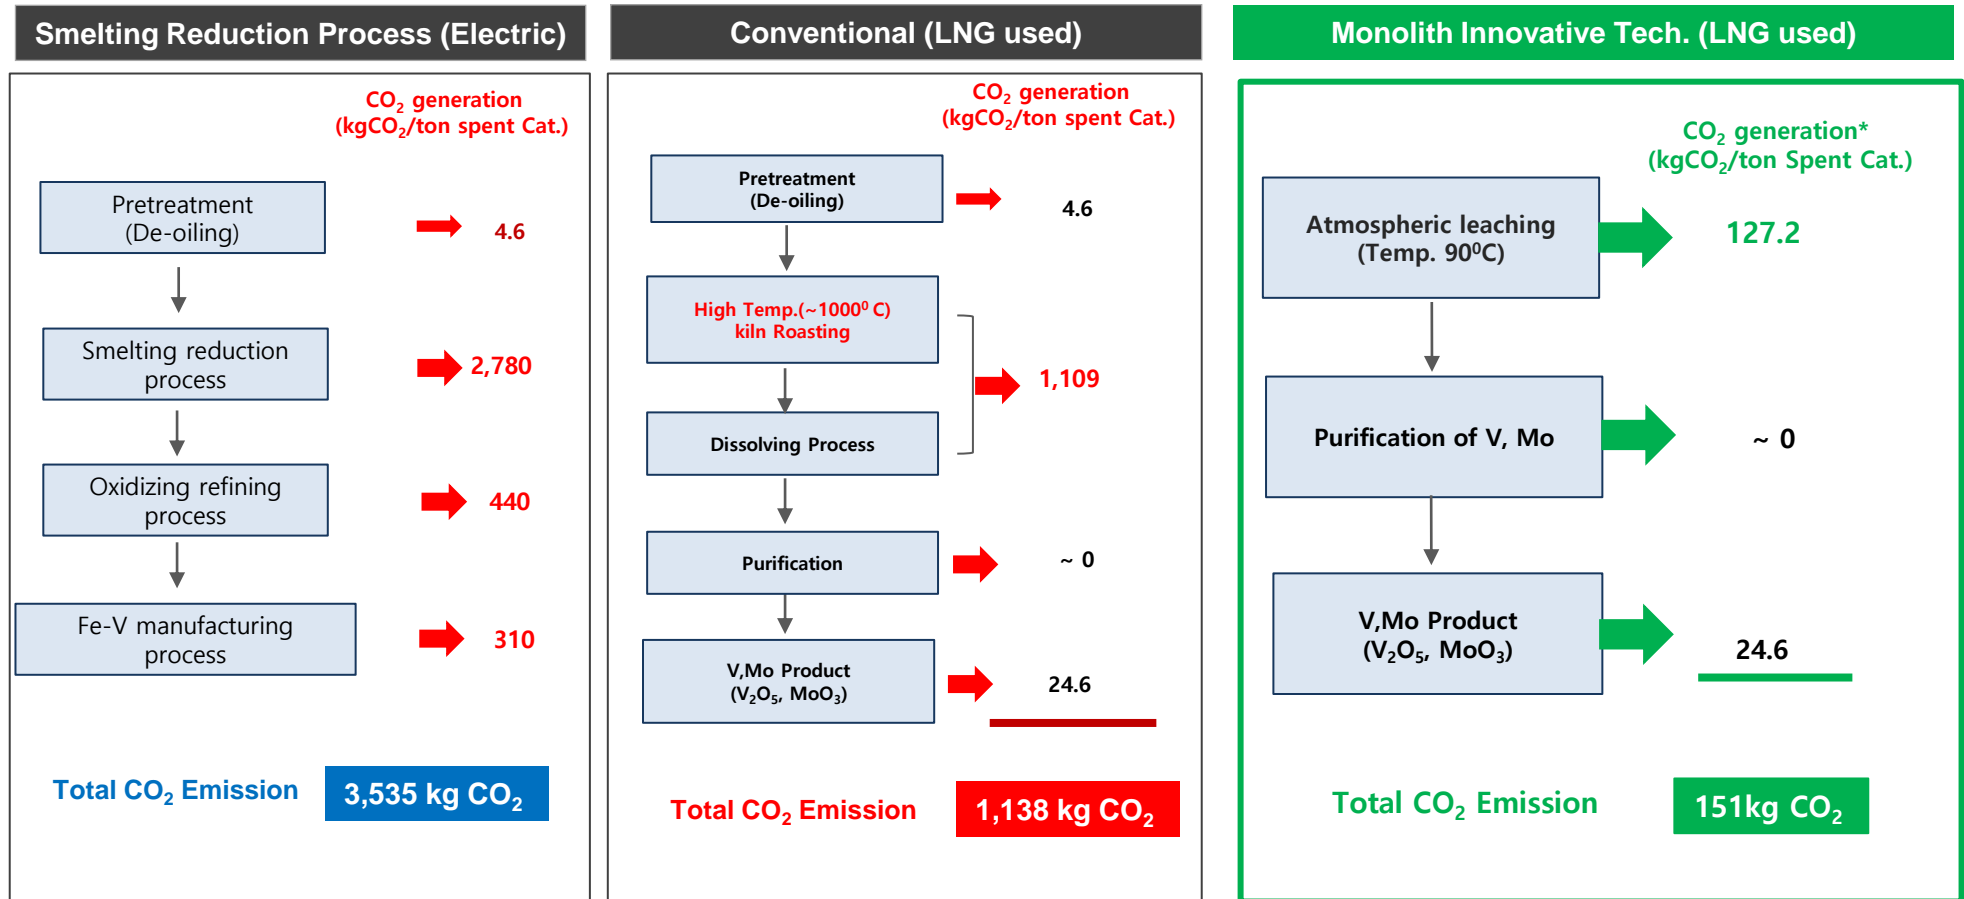 Smelting Reduction Process (Electric)
CO₂ generation
(kgCO₂/ton spent Cat.)
Pretreatment
(De-oiling)
4.6
Smelting reduction
process
2,780
Oxidizing refining
process
440
Fe-V manufacturing
process
310
Total CO₂ Emission
3,535 kg CO₂
Conventional (LNG used)
CO₂ generation
(kgCO₂/ton spent Cat.)
Pretreatment
(De-oiling)
4.6
High Temp.(~1000⁰ C)
kiln Roasting
1,109
Dissolving Process
Purification
~ 0
V,Mo Product
(V₂O₅, MoO₃)
24.6
Total CO₂ Emission
1,138 kg CO₂
Monolith Innovative Tech. (LNG used)
CO₂ generation*
(kgCO₂/ton Spent Cat.)
Atmospheric leaching
(Temp. 90⁰C)
127.2
Purification of V, Mo
~ 0
V,Mo Product
(V₂O₅, MoO₃)
24.6
Total CO₂ Emission
151kg CO₂